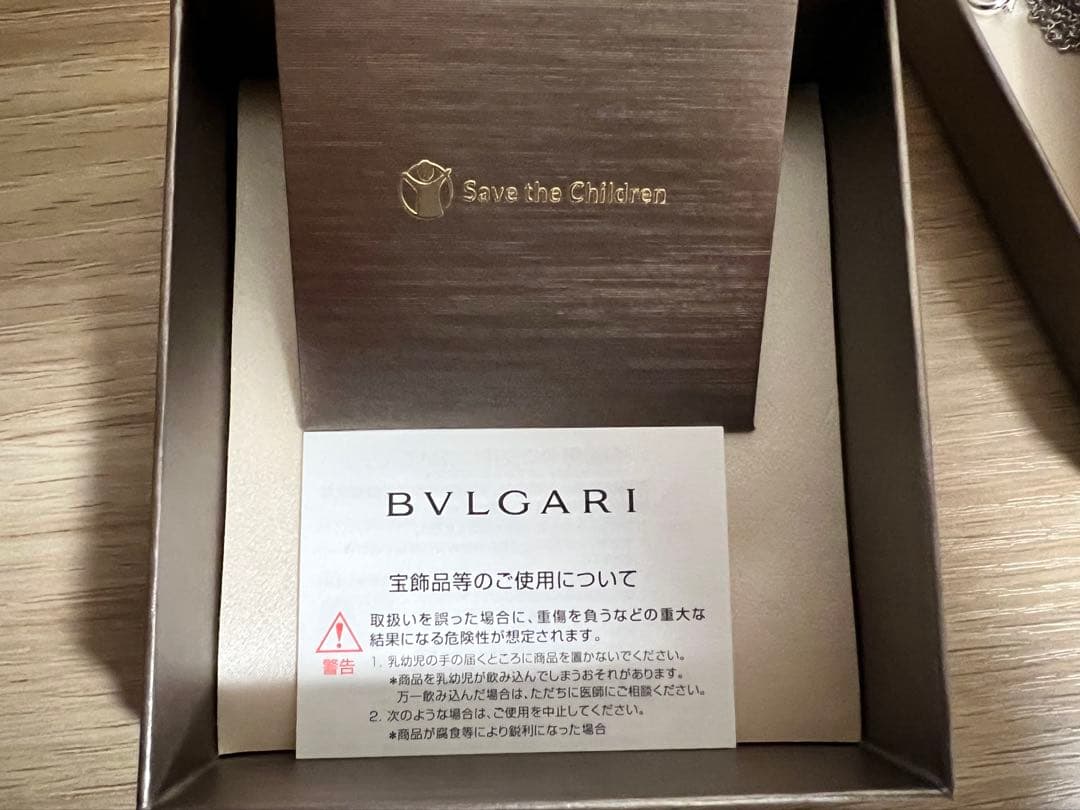 Save the Children
BVLGARI
宝飾品等のご使用について
取扱いを誤った場合に、重傷を負うなどの重大な
結果になる危険性が想定されます。
警告
1. 乳幼児の手の届くところに商品を置かないでください。
*商品を乳幼児が飲み込んでしまうおそれがあります。
万一飲み込んだ場合は、ただちに医師にご相談ください。
2. 次のような場合は、ご使用を中止してください。
*商品が腐食等により鋭利になった場合